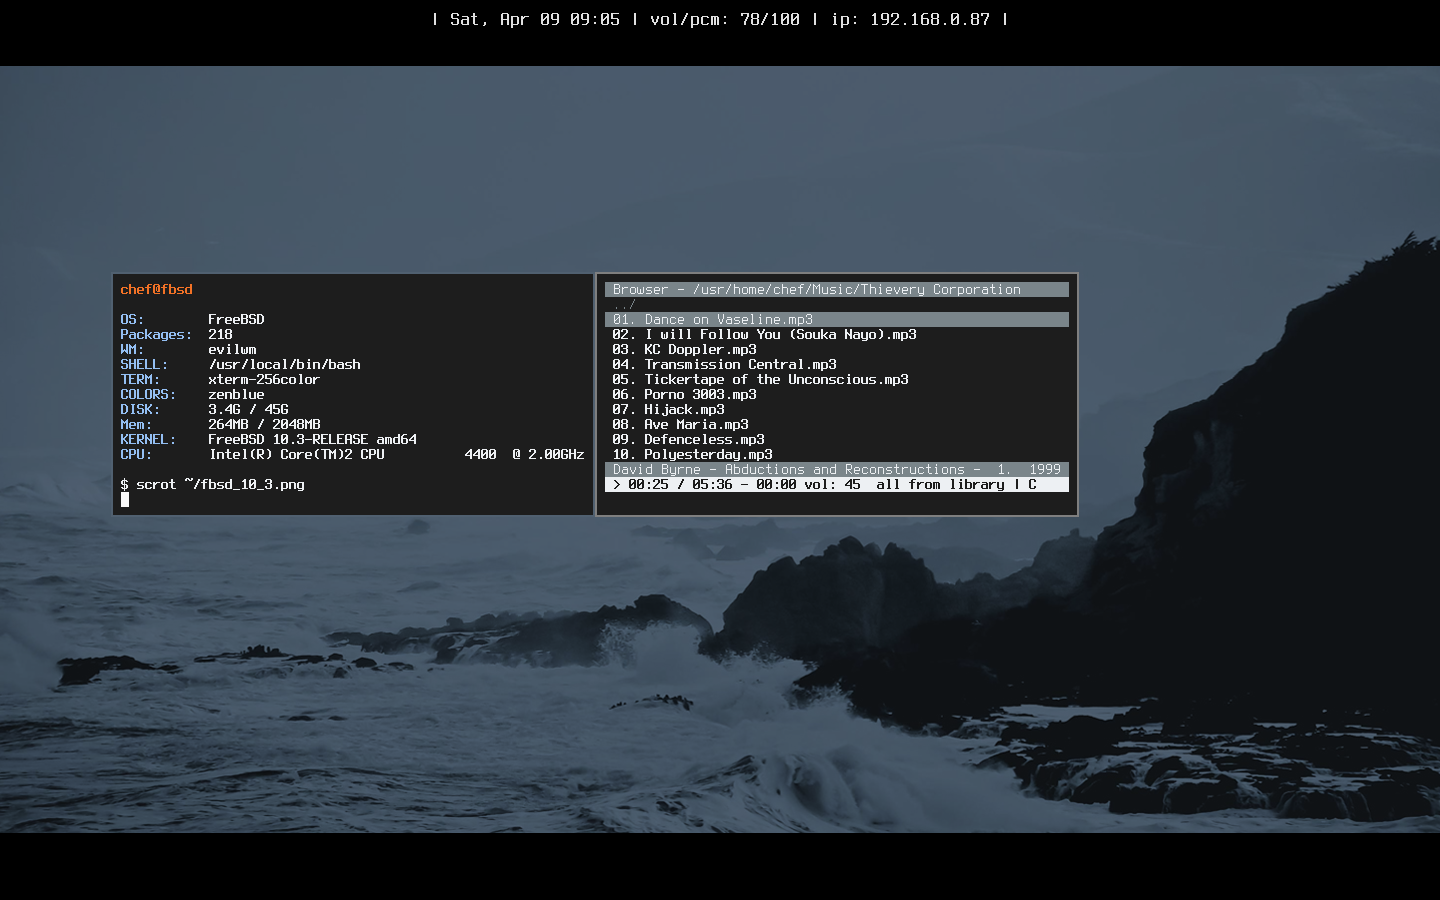 | Sat, Apr 09 09:05 | vol/pcm: 78/100 | ip: 192.168.0.87 |
chef@fbsd
OS: FreeBSD
Packages: 218
WM: evilwm
SHELL: /usr/local/bin/bash
TERM: xterm-256color
COLORS: zenblue
DISK: 3.4G / 45G
Mem: 264MB / 2048MB
KERNEL: FreeBSD 10.3-RELEASE amd64
CPU: Intel(R) Core(TM)2 CPU 4400 @ 2.00GHz
$ scrot ~/fbsd_10_3.png
Browser - /usr/home/chef/Music/Thievery Corporation
../
01. Dance on Vaseline.mp3
02. I will Follow You (Souka Nayo).mp3
03. KC Doppler.mp3
04. Transmission Central.mp3
05. Tickertape of the Unconscious.mp3
06. Porno 3003.mp3
07. Hijack.mp3
08. Ave Maria.mp3
09. Defenceless.mp3
10. Polyesterday.mp3
David Byrne - Abductions and Reconstructions - 1. 1999
> 00:25 / 05:36 - 00:00 vol: 45 all from library | C